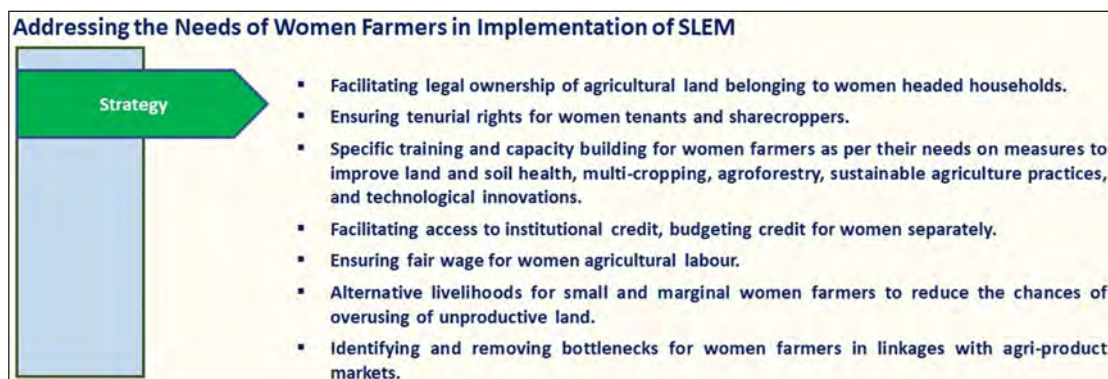 Addressing the Needs of Women Farmers in Implementation of SLEM
Strategy
▪ Facilitating legal ownership of agricultural land belonging to women headed households.
▪ Ensuring tenurial rights for women tenants and sharecroppers.
▪ Specific training and capacity building for women farmers as per their needs on measures to
improve land and soil health, multi-cropping, agroforestry, sustainable agriculture practices,
and technological innovations.
▪ Facilitating access to institutional credit, budgeting credit for women separately.
▪ Ensuring fair wage for women agricultural labour.
▪ Alternative livelihoods for small and marginal women farmers to reduce the chances of
overusing of unproductive land.
▪ Identifying and removing bottlenecks for women farmers in linkages with agri-product
markets.